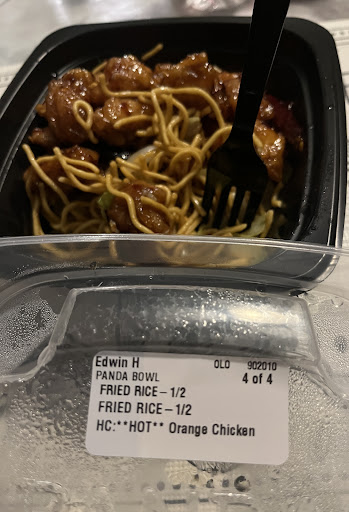 Edwin H OLO 902010
PANDA BOWL 4 of 4
FRIED RICE – 1/2
FRIED RICE – 1/2
HC:**HOT** Orange Chicken